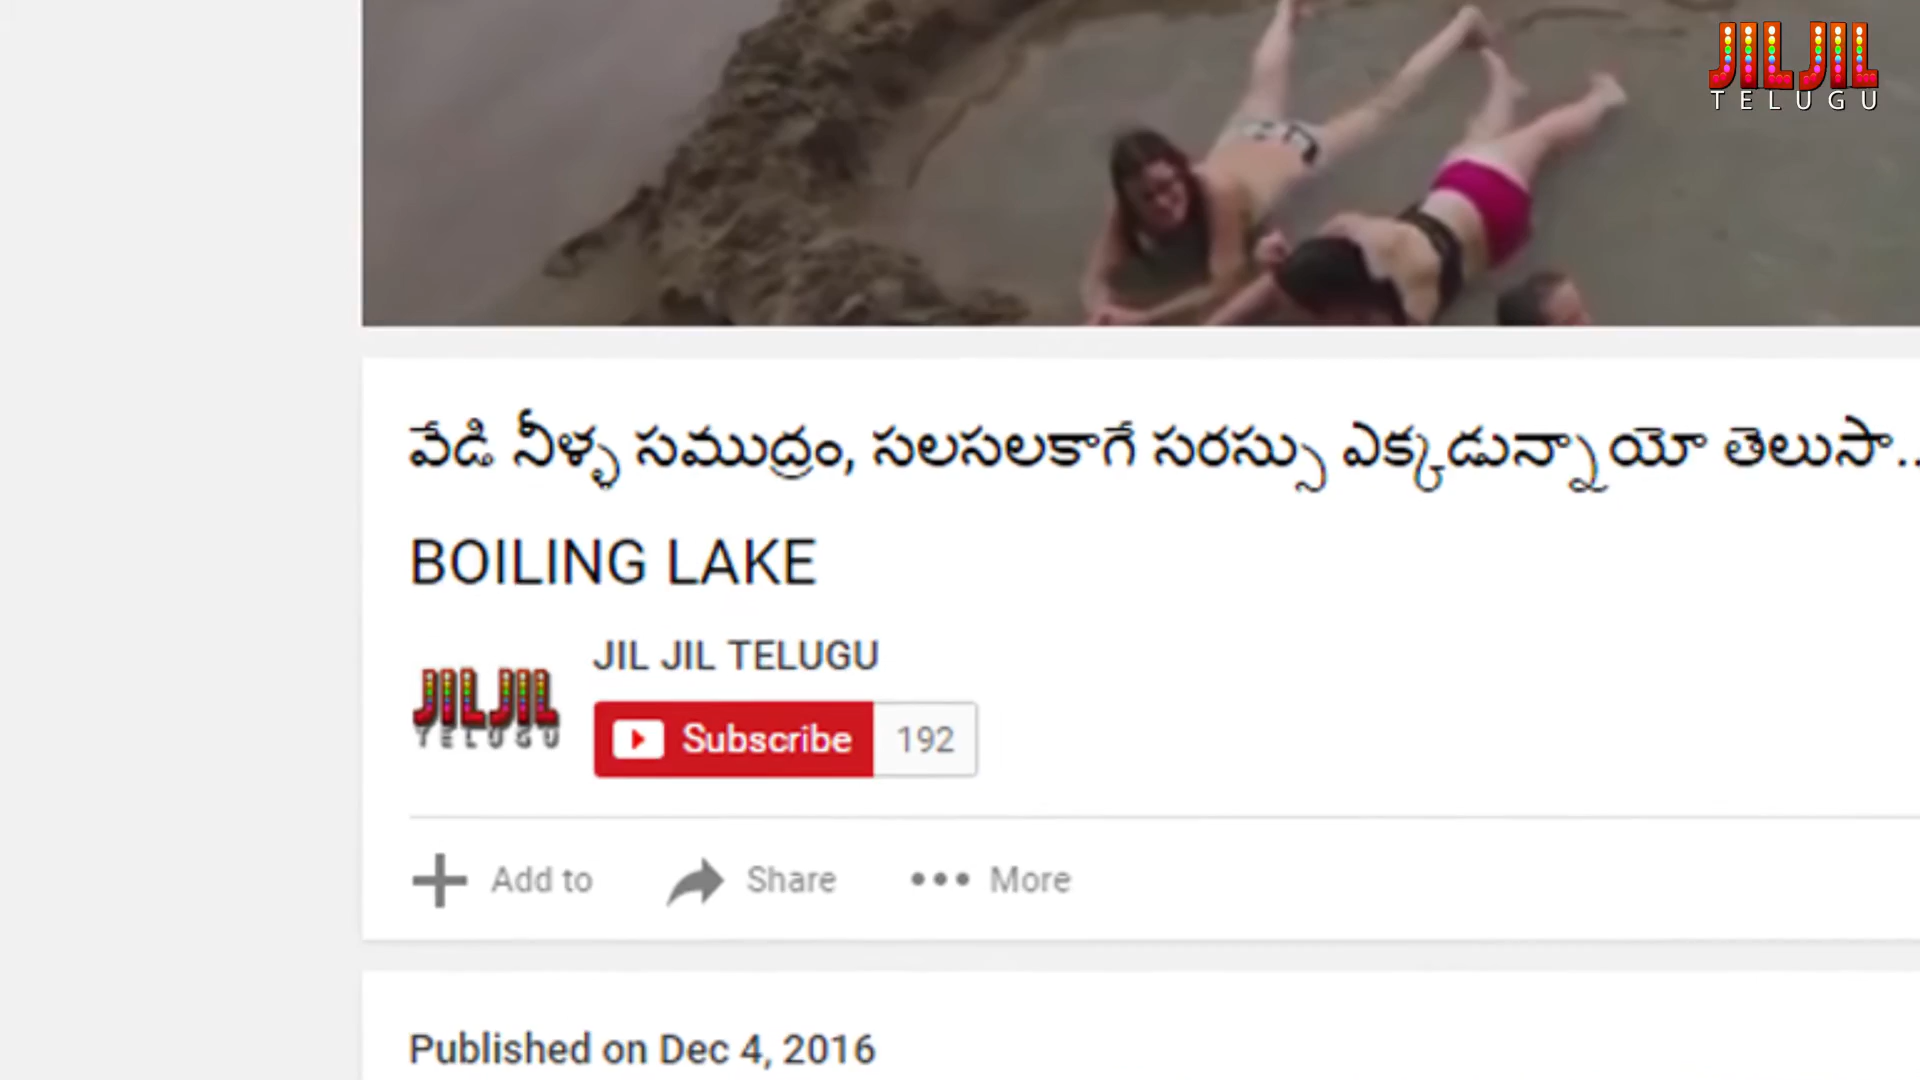 JIL JIL
TELUGU
వేడి నీళ్ళ సముద్రం, సలసలకాగే సరస్సు ఎక్కడున్నాయో తెలుసా..
BOILING LAKE
JIL JIL TELUGU
JIL JIL
TELUGU
Subscribe 192
Add to Share More
Published on Dec 4, 2016